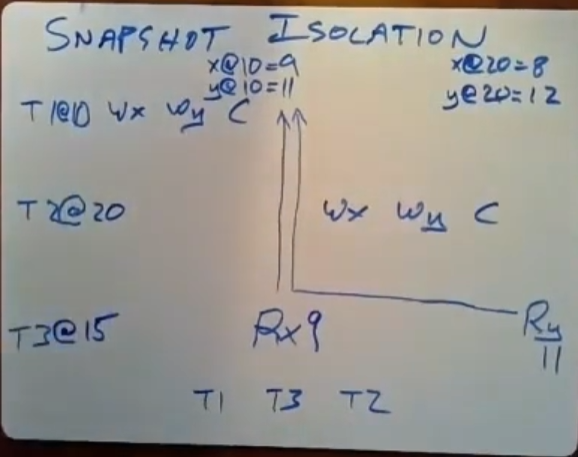 SNAPSHOT ISOLATION
x@10=9
y@10=11
x@20=8
y@20=12
T1@10 Wx Wy C
T2@20 Wx Wy C
T3@15 Rx9 Ry
11
T1 T3 T2